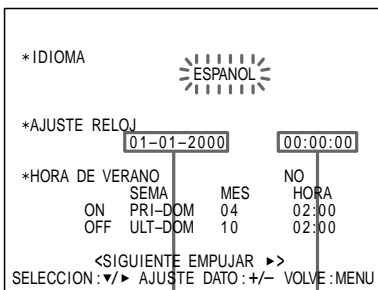 *IDIOMA
ESPANOL
*AJUSTE RELOJ
01–01–2000 00:00:00
*HORA DE VERANO NO
SEMA MES HORA
ON PRI–DOM 04 02:00
OFF ULT–DOM 10 02:00
<SIGUIENTE EMPUJAR ►>
SELECCION:▼/► AJUSTE DATO:+/– VOLVE:MENU